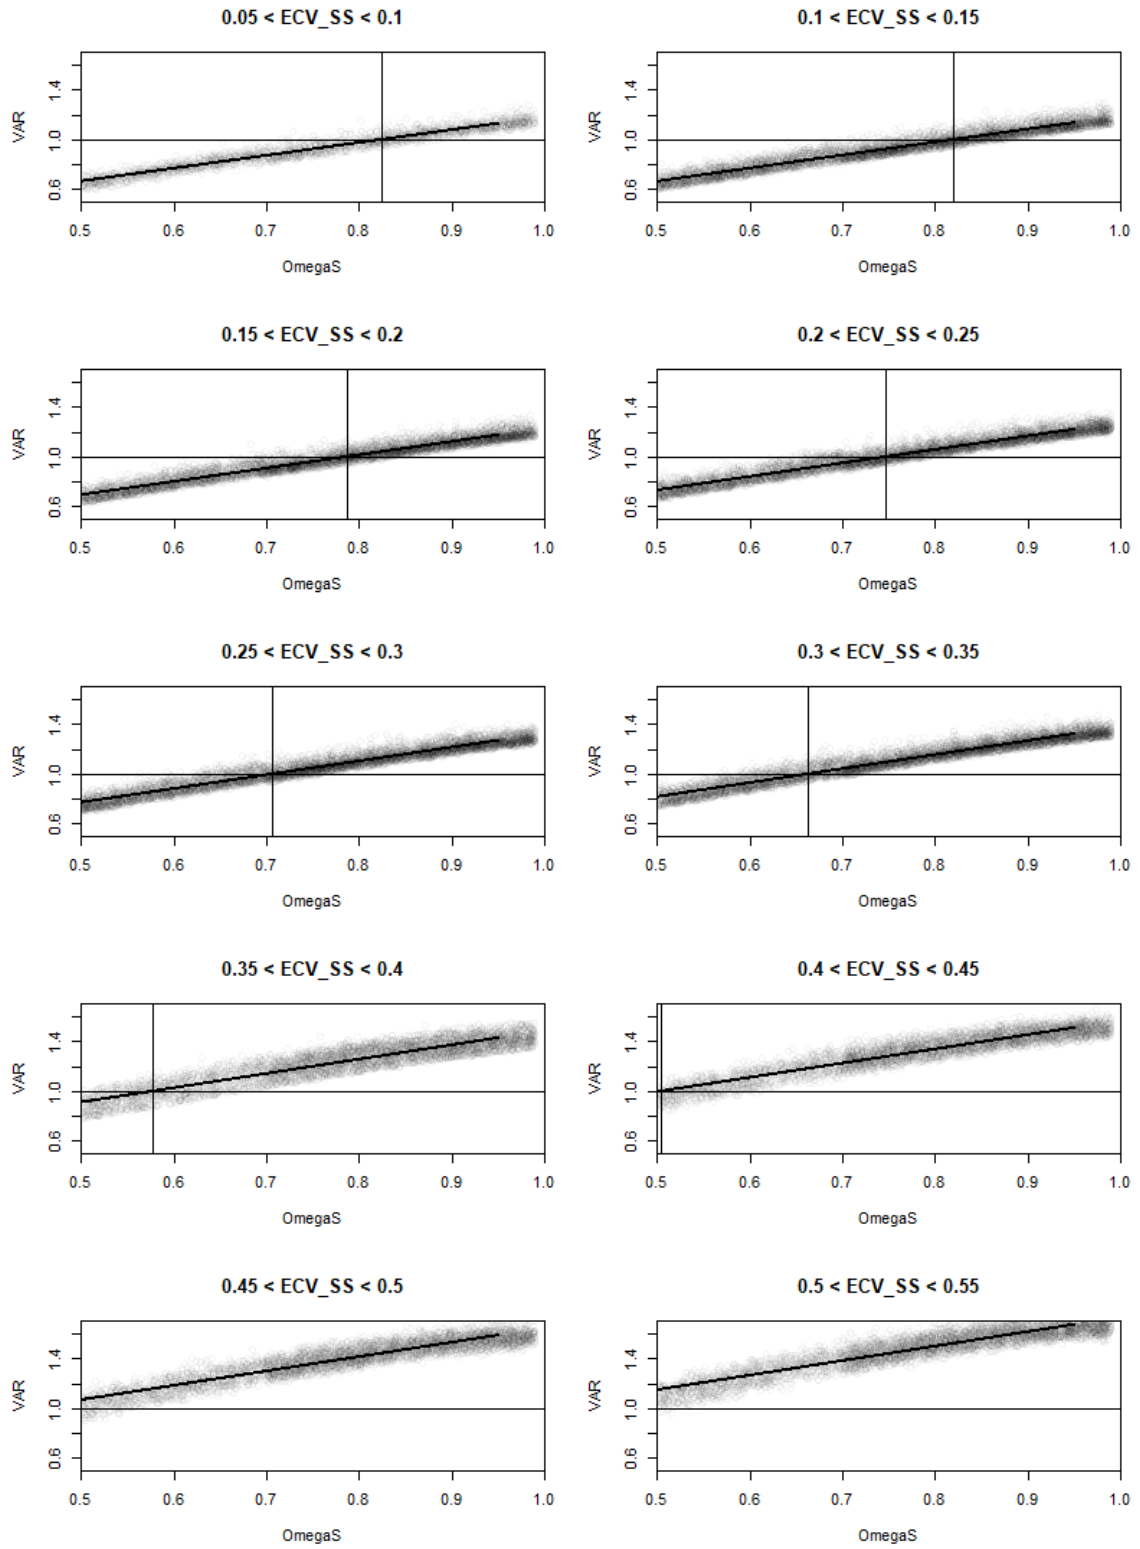 0.05 < ECV_SS < 0.1
VAR
0.6 1.0 1.4
0.5 0.6 0.7 0.8 0.9 1.0
OmegaS
0.1 < ECV_SS < 0.15
VAR
0.6 1.0 1.4
0.5 0.6 0.7 0.8 0.9 1.0
OmegaS
0.15 < ECV_SS < 0.2
VAR
0.6 1.0 1.4
0.5 0.6 0.7 0.8 0.9 1.0
OmegaS
0.2 < ECV_SS < 0.25
VAR
0.6 1.0 1.4
0.5 0.6 0.7 0.8 0.9 1.0
OmegaS
0.25 < ECV_SS < 0.3
VAR
0.6 1.0 1.4
0.5 0.6 0.7 0.8 0.9 1.0
OmegaS
0.3 < ECV_SS < 0.35
VAR
0.6 1.0 1.4
0.5 0.6 0.7 0.8 0.9 1.0
OmegaS
0.35 < ECV_SS < 0.4
VAR
0.6 1.0 1.4
0.5 0.6 0.7 0.8 0.9 1.0
OmegaS
0.4 < ECV_SS < 0.45
VAR
0.6 1.0 1.4
0.5 0.6 0.7 0.8 0.9 1.0
OmegaS
0.45 < ECV_SS < 0.5
VAR
0.6 1.0 1.4
0.5 0.6 0.7 0.8 0.9 1.0
OmegaS
0.5 < ECV_SS < 0.55
VAR
0.6 1.0 1.4
0.5 0.6 0.7 0.8 0.9 1.0
OmegaS